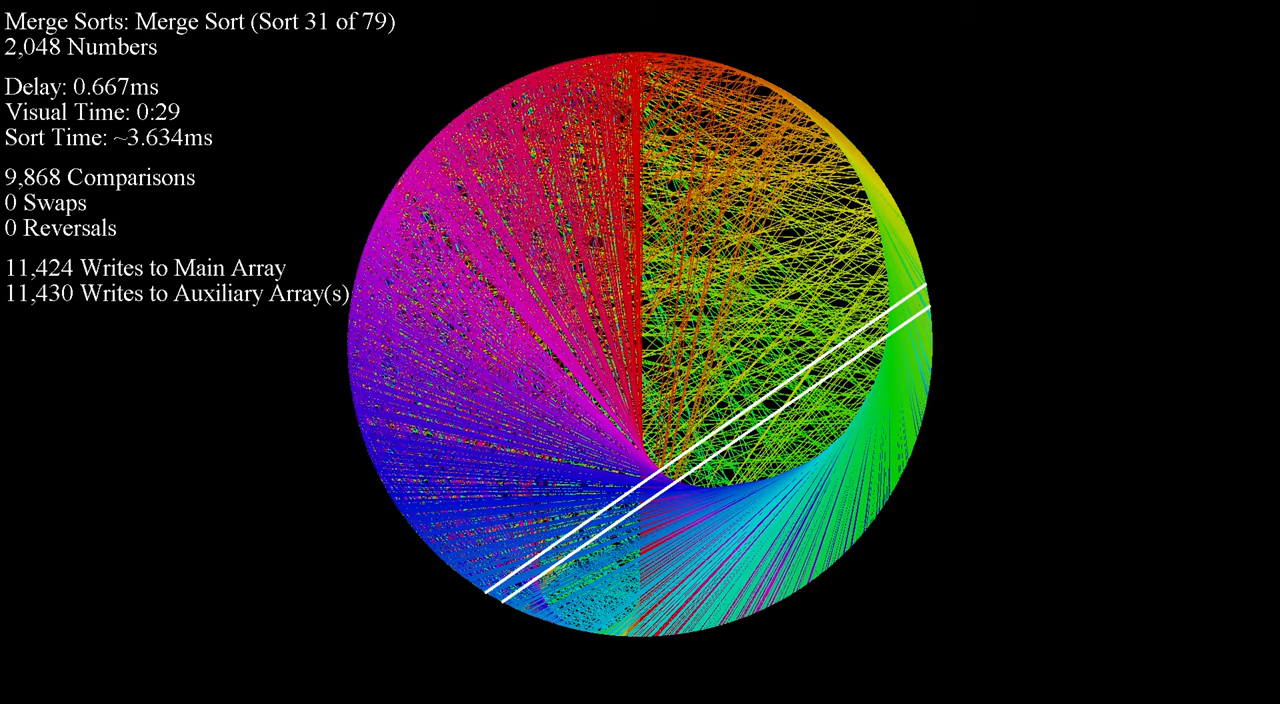 Merge Sorts: Merge Sort (Sort 31 of 79)
2,048 Numbers
Delay: 0.667ms
Visual Time: 0:29
Sort Time: ~3.634ms
9,868 Comparisons
0 Swaps
0 Reversals
11,424 Writes to Main Array
11,430 Writes to Auxiliary Array(s)